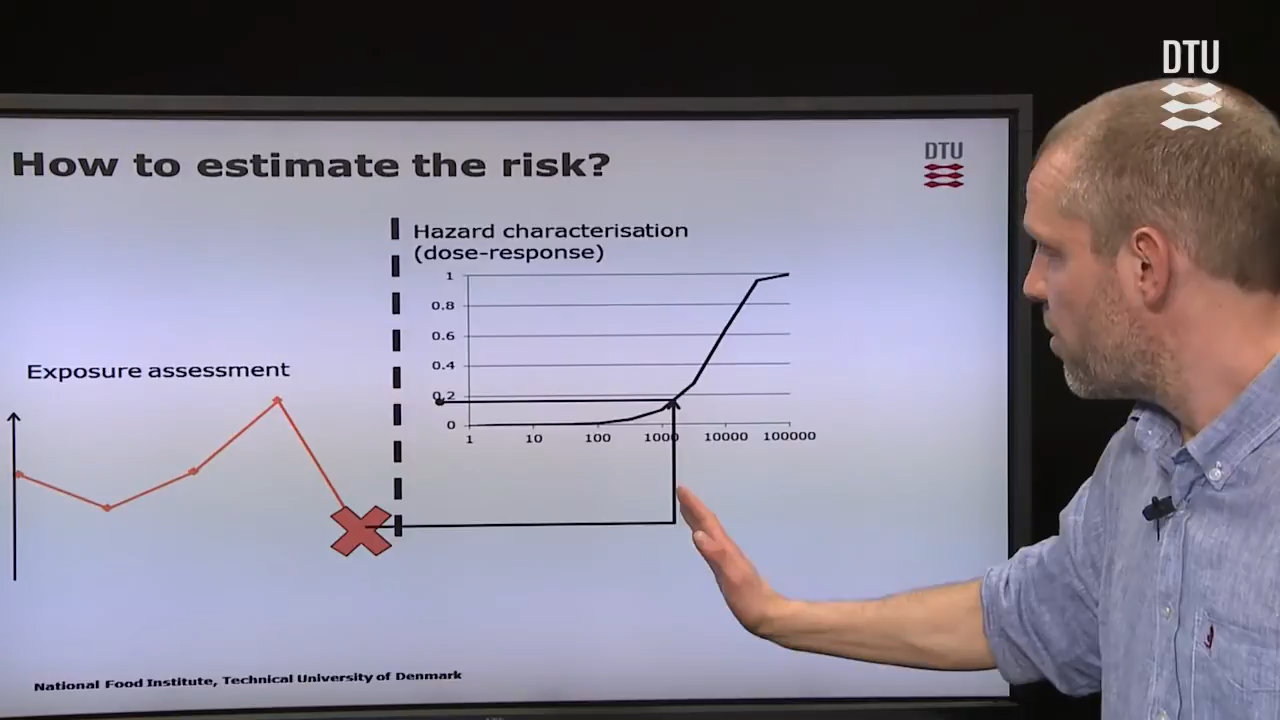 DTU
How to estimate the risk?
DTU
Hazard characterisation
(dose-response)
1
0.8
0.6
0.4
0.2
0
1 10 100 1000 10000 100000
Exposure assessment
National Food Institute, Technical University of Denmark